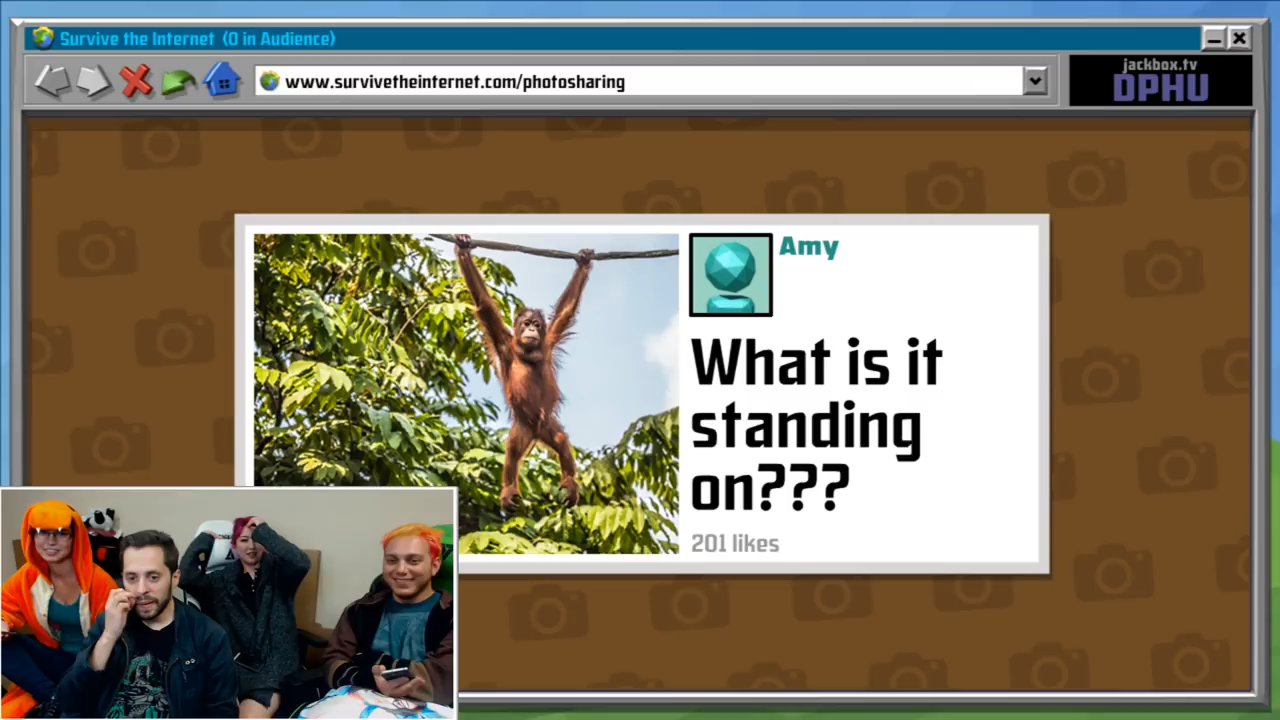 Survive the Internet (0 in Audience)
www.survivetheinternet.com/photosharing
jackbox.tv
DPHU
Amy
What is it
standing
on???
201 likes